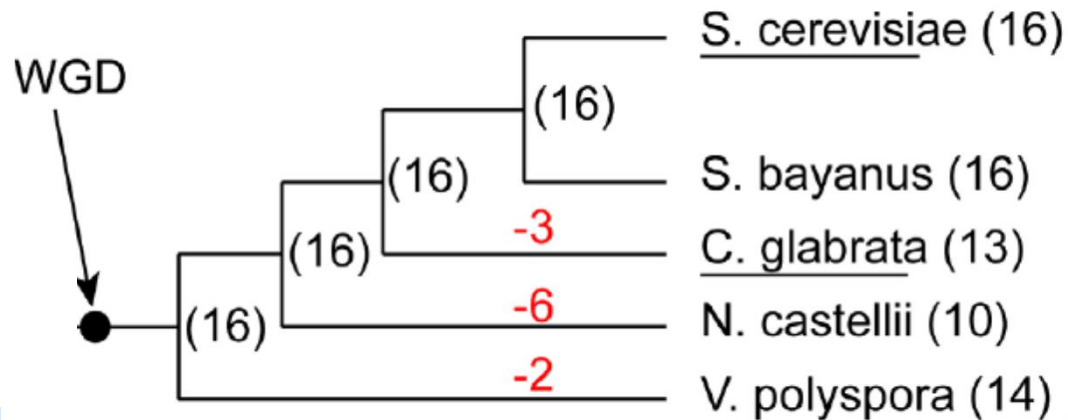 S. cerevisiae (16)
WGD
(16)
(16)
S. bayanus (16)
-3
(16)
C. glabrata (13)
-6
(16)
N. castellii (10)
-2
V. polyspora (14)